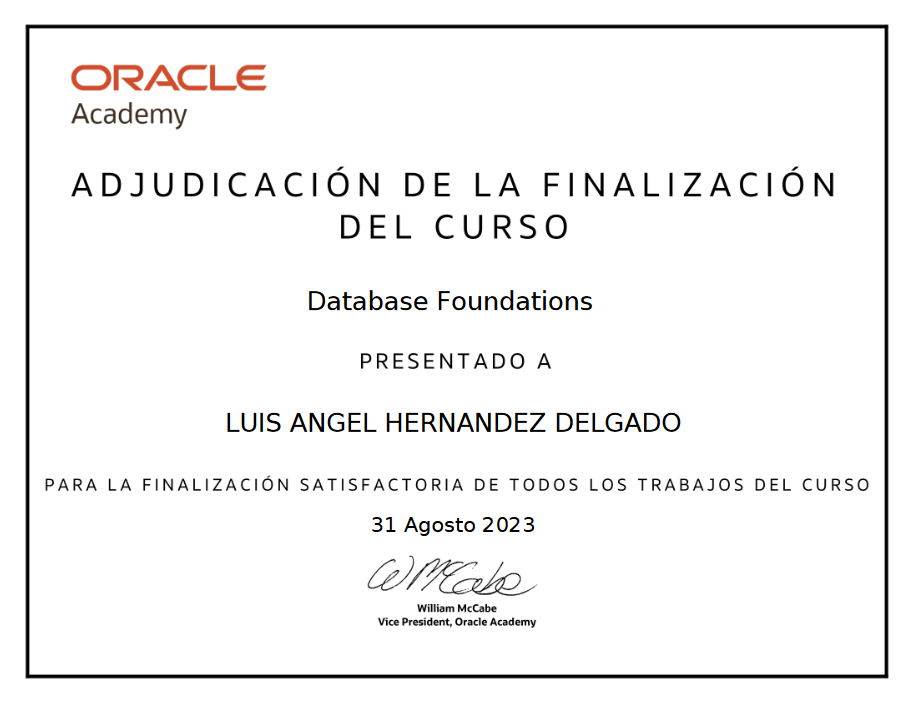 ORACLE
Academy
ADJUDICACIÓN DE LA FINALIZACIÓN
DEL CURSO
Database Foundations
PRESENTADO A
LUIS ANGEL HERNANDEZ DELGADO
PARA LA FINALIZACIÓN SATISFACTORIA DE TODOS LOS TRABAJOS DEL CURSO
31 Agosto 2023
W McCabe
William McCabe
Vice President, Oracle Academy